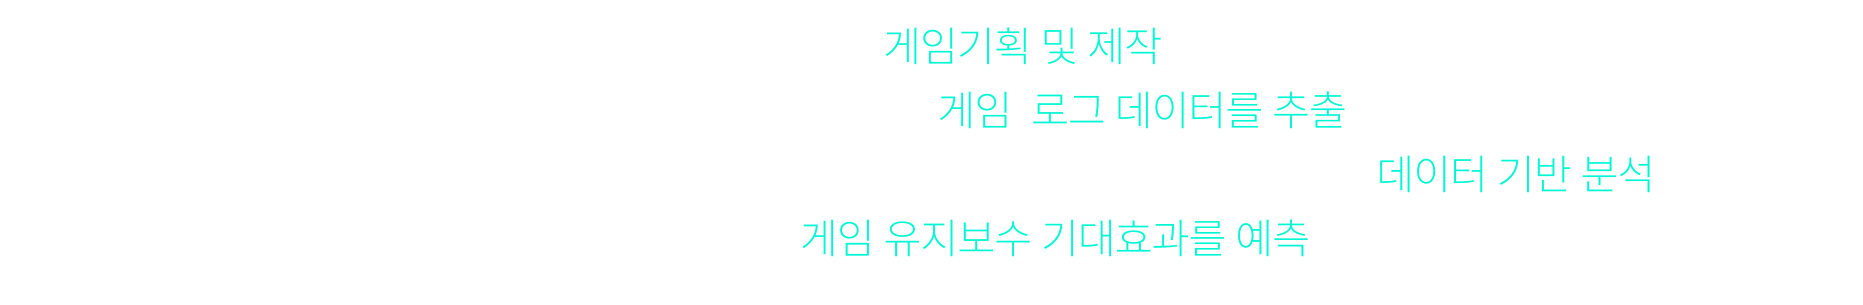 게임기획 및 제작
게임 로그 데이터를 추출
데이터 기반 분석
게임 유지보수 기대효과를 예측